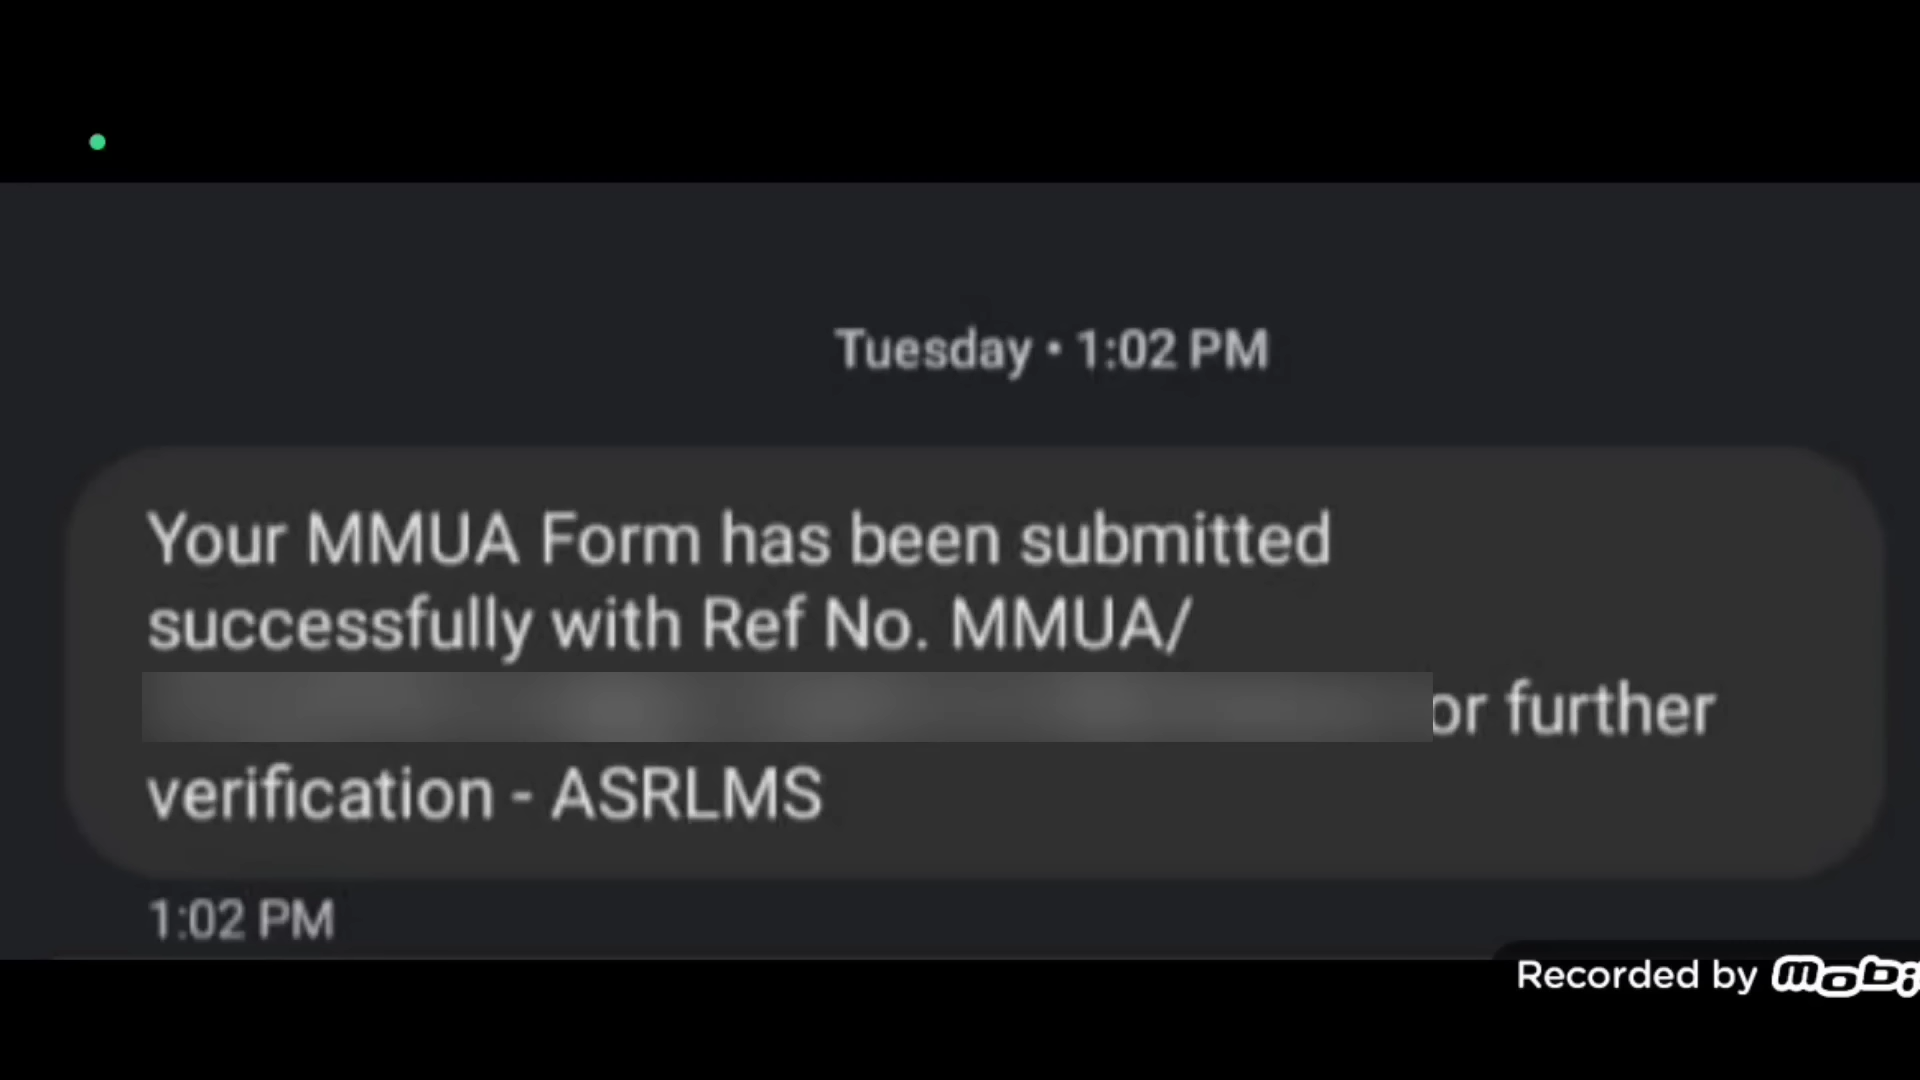 Tuesday • 1:02 PM
Your MMUA Form has been submitted
successfully with Ref No. MMUA/
or further
verification - ASRLMS
1:02 PM
Recorded by mobi